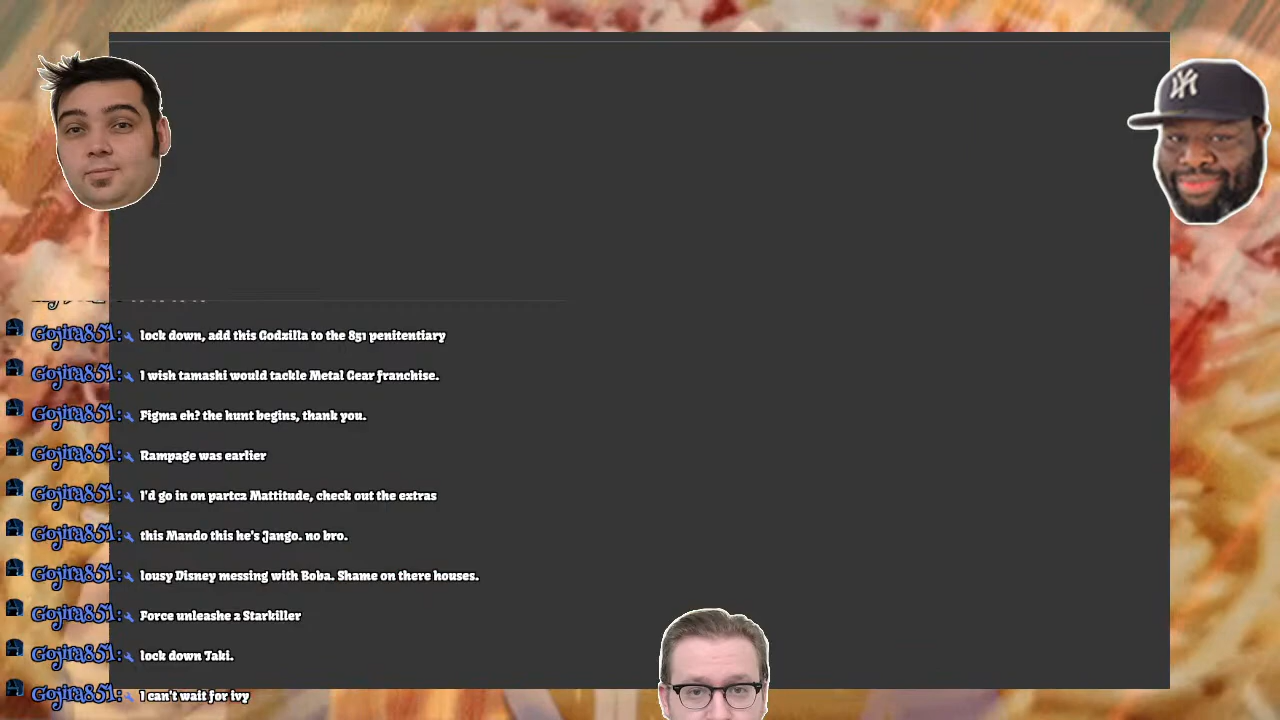 Gojira851: lock down, add this Godzilla to the 851 penitentiary
Gojira851: I wish tamashi would tackle Metal Gear franchise.
Gojira851: Figma eh? the hunt begins, thank you.
Gojira851: Rampage was earlier
Gojira851: I'd go in on partcz Mattitude, check out the extras
Gojira851: this Mando this he's Jango. no bro.
Gojira851: lousy Disney messing with Boba. Shame on there houses.
Gojira851: Force unleashe 2 Starkiller
Gojira851: lock down Taki.
Gojira851: I can't wait for ivy